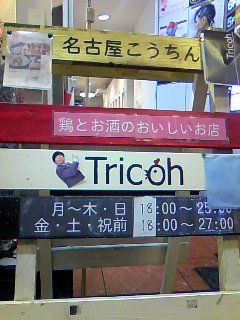 名古屋こうちん
鶏とお酒のおいしいお店
Tricoh
月～木・日 18:00～25:00
金・土・祝前 18:00～27:00